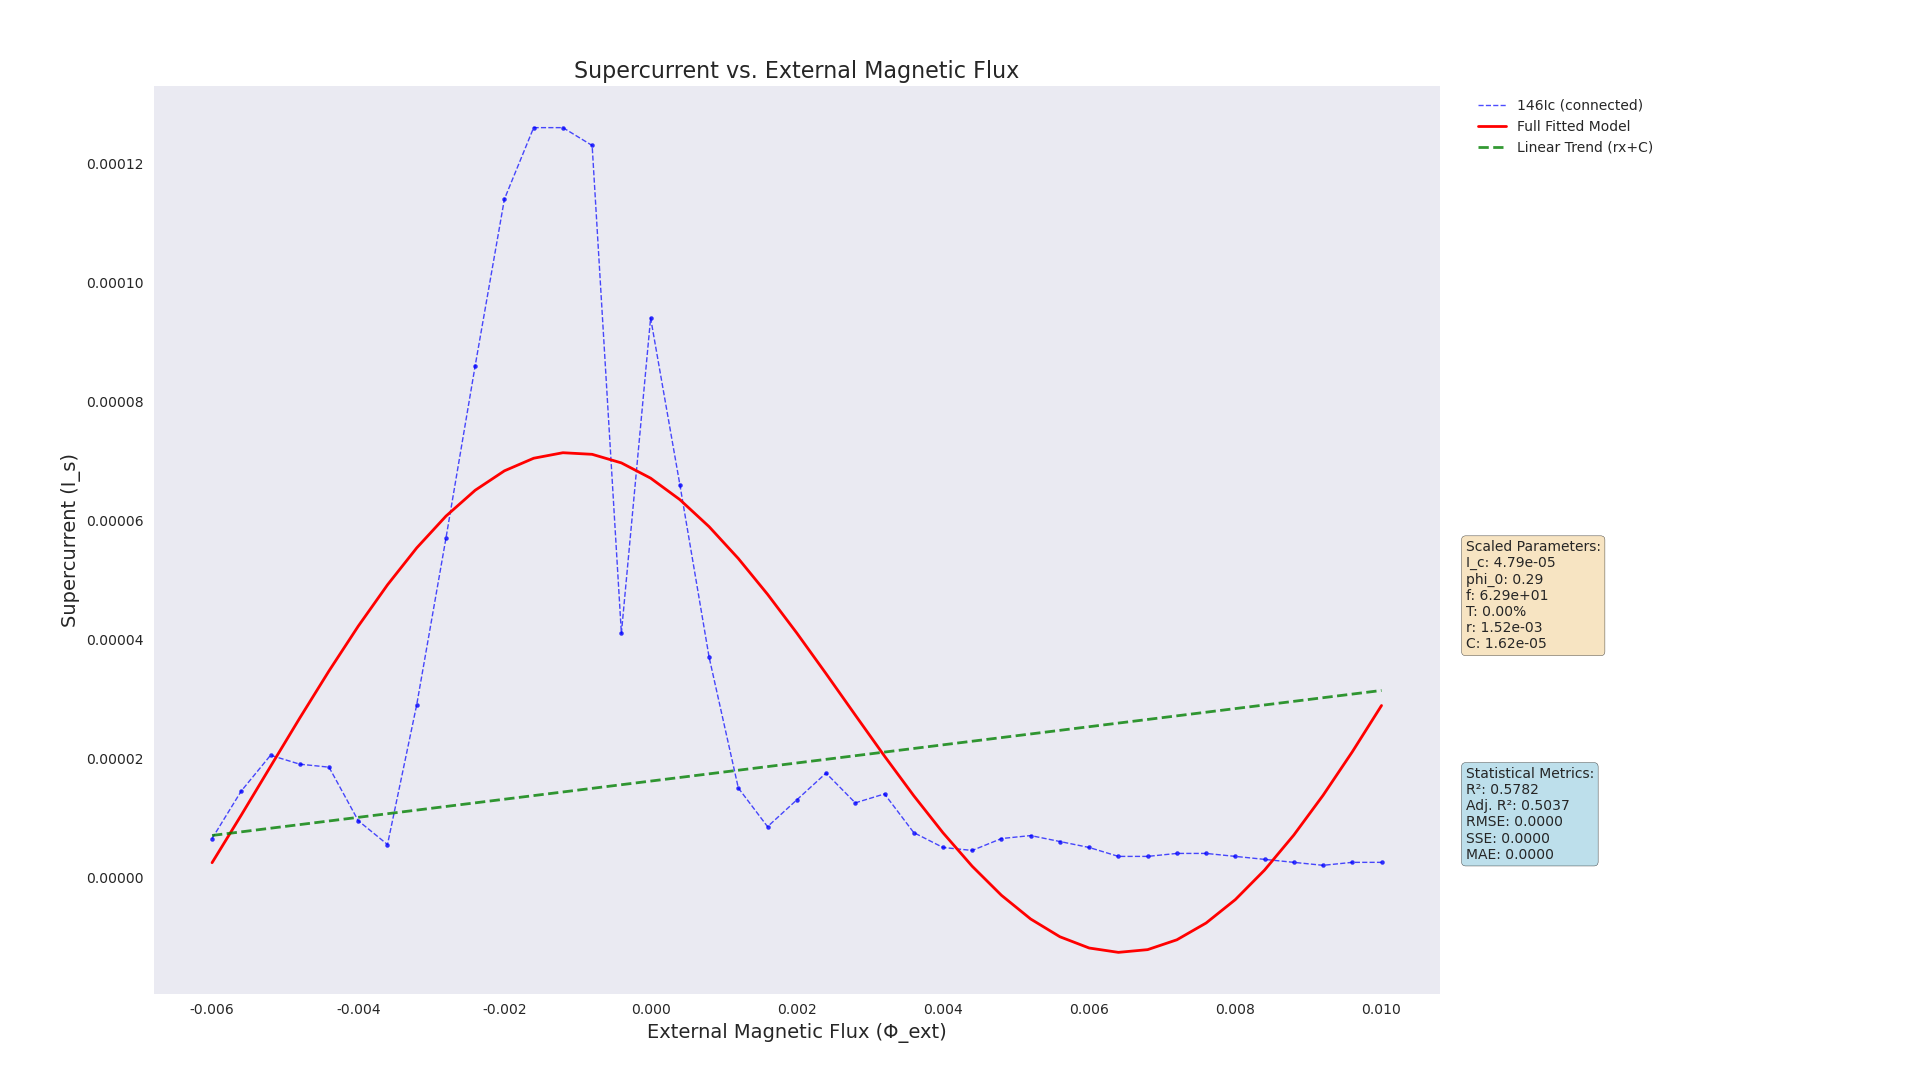 Supercurrent vs. External Magnetic Flux
146Ic (connected)
Full Fitted Model
Linear Trend (rx+C)
Supercurrent (I_s)
0.00012
0.00010
0.00008
0.00006
0.00004
0.00002
0.00000
-0.006 -0.004 -0.002 0.000 0.002 0.004 0.006 0.008 0.010
External Magnetic Flux (Φ_ext)
Scaled Parameters:
I_c: 4.79e-05
phi_0: 0.29
f: 6.29e+01
T: 0.00%
r: 1.52e-03
C: 1.62e-05
Statistical Metrics:
R²: 0.5782
Adj. R²: 0.5037
RMSE: 0.0000
SSE: 0.0000
MAE: 0.0000